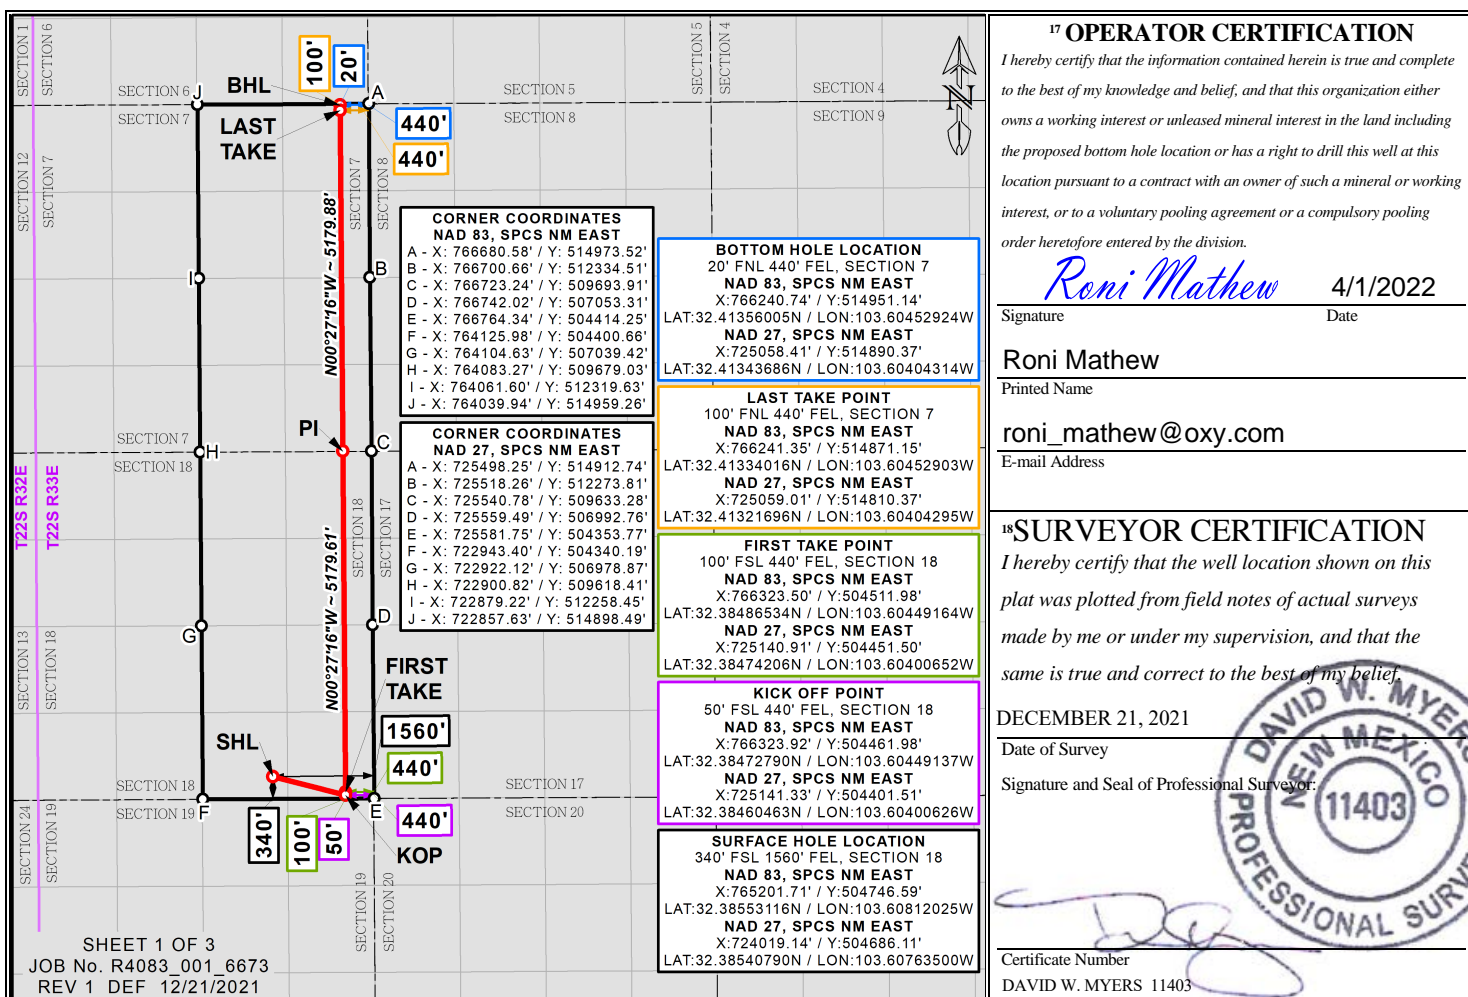 SECTION 1
SECTION 6
SECTION 5
SECTION 4
100'
20'
BHL
J
A
SECTION 6
SECTION 7
SECTION 5
SECTION 8
SECTION 4
SECTION 9
N
LAST
TAKE
440'
440'
SECTION 12
SECTION 7
SECTION 7
SECTION 8
N00°27'16"W ~ 5179.88'
I
B
CORNER COORDINATES
NAD 83, SPCS NM EAST
A - X: 766680.58' / Y: 514973.52'
B - X: 766700.66' / Y: 512334.51'
C - X: 766723.24' / Y: 509693.91'
D - X: 766742.02' / Y: 507053.31'
E - X: 766764.34' / Y: 504414.25'
F - X: 764125.98' / Y: 504400.66'
G - X: 764104.63' / Y: 507039.42'
H - X: 764083.27' / Y: 509679.03'
I - X: 764061.60' / Y: 512319.63'
J - X: 764039.94' / Y: 514959.26'
PI
C
SECTION 7
SECTION 18
H
T22S R32E
T22S R33E
CORNER COORDINATES
NAD 27, SPCS NM EAST
A - X: 725498.25' / Y: 514912.74'
B - X: 725518.26' / Y: 512273.81'
C - X: 725540.78' / Y: 509633.28'
D - X: 725559.49' / Y: 506992.76'
E - X: 725581.75' / Y: 504353.77'
F - X: 722943.40' / Y: 504340.19'
G - X: 722922.12' / Y: 506978.87'
H - X: 722900.82' / Y: 509618.41'
I - X: 722879.22' / Y: 512258.45'
J - X: 722857.63' / Y: 514898.49'
SECTION 18
SECTION 17
N00°27'16"W ~ 5179.61'
G
D
SECTION 13
SECTION 18
FIRST
TAKE
1560'
SHL
440'
SECTION 18
SECTION 19
F
E
SECTION 17
SECTION 20
340'
100'
50'
440'
KOP
SECTION 24
SECTION 19
SECTION 19
SECTION 20
SHEET 1 OF 3
JOB No. R4083_001_6673
REV 1 DEF 12/21/2021
BOTTOM HOLE LOCATION
20' FNL 440' FEL, SECTION 7
NAD 83, SPCS NM EAST
X:766240.74' / Y:514951.14'
LAT:32.41356005N / LON:103.60452924W
NAD 27, SPCS NM EAST
X:725058.41' / Y:514890.37'
LAT:32.41343686N / LON:103.60404314W
LAST TAKE POINT
100' FNL 440' FEL, SECTION 7
NAD 83, SPCS NM EAST
X:766241.35' / Y:514871.15'
LAT:32.41334016N / LON:103.60452903W
NAD 27, SPCS NM EAST
X:725059.01' / Y:514810.37'
LAT:32.41321696N / LON:103.60404295W
FIRST TAKE POINT
100' FSL 440' FEL, SECTION 18
NAD 83, SPCS NM EAST
X:766323.50' / Y:504511.98'
LAT:32.38486534N / LON:103.60449164W
NAD 27, SPCS NM EAST
X:725140.91' / Y:504451.50'
LAT:32.38474206N / LON:103.60400652W
KICK OFF POINT
50' FSL 440' FEL, SECTION 18
NAD 83, SPCS NM EAST
X:766323.92' / Y:504461.98'
LAT:32.38472790N / LON:103.60449137W
NAD 27, SPCS NM EAST
X:725141.33' / Y:504401.51'
LAT:32.38460463N / LON:103.60400626W
SURFACE HOLE LOCATION
340' FSL 1560' FEL, SECTION 18
NAD 83, SPCS NM EAST
X:765201.71' / Y:504746.59'
LAT:32.38553116N / LON:103.60812025W
NAD 27, SPCS NM EAST
X:724019.14' / Y:504686.11'
LAT:32.38540790N / LON:103.60763500W
17 OPERATOR CERTIFICATION
I hereby certify that the information contained herein is true and complete
to the best of my knowledge and belief, and that this organization either
owns a working interest or unleased mineral interest in the land including
the proposed bottom hole location or has a right to drill this well at this
location pursuant to a contract with an owner of such a mineral or working
interest, or to a voluntary pooling agreement or a compulsory pooling
order heretofore entered by the division.
Roni Mathew 4/1/2022
Signature Date
Roni Mathew
Printed Name
roni_mathew@oxy.com
E-mail Address
18 SURVEYOR CERTIFICATION
I hereby certify that the well location shown on this
plat was plotted from field notes of actual surveys
made by me or under my supervision, and that the
same is true and correct to the best of my belief.
DECEMBER 21, 2021
Date of Survey
Signature and Seal of Professional Surveyor:
DAVID W. MYERS
NEW MEXICO
11403
PROFESSIONAL SURVE
Certificate Number
DAVID W. MYERS 11403